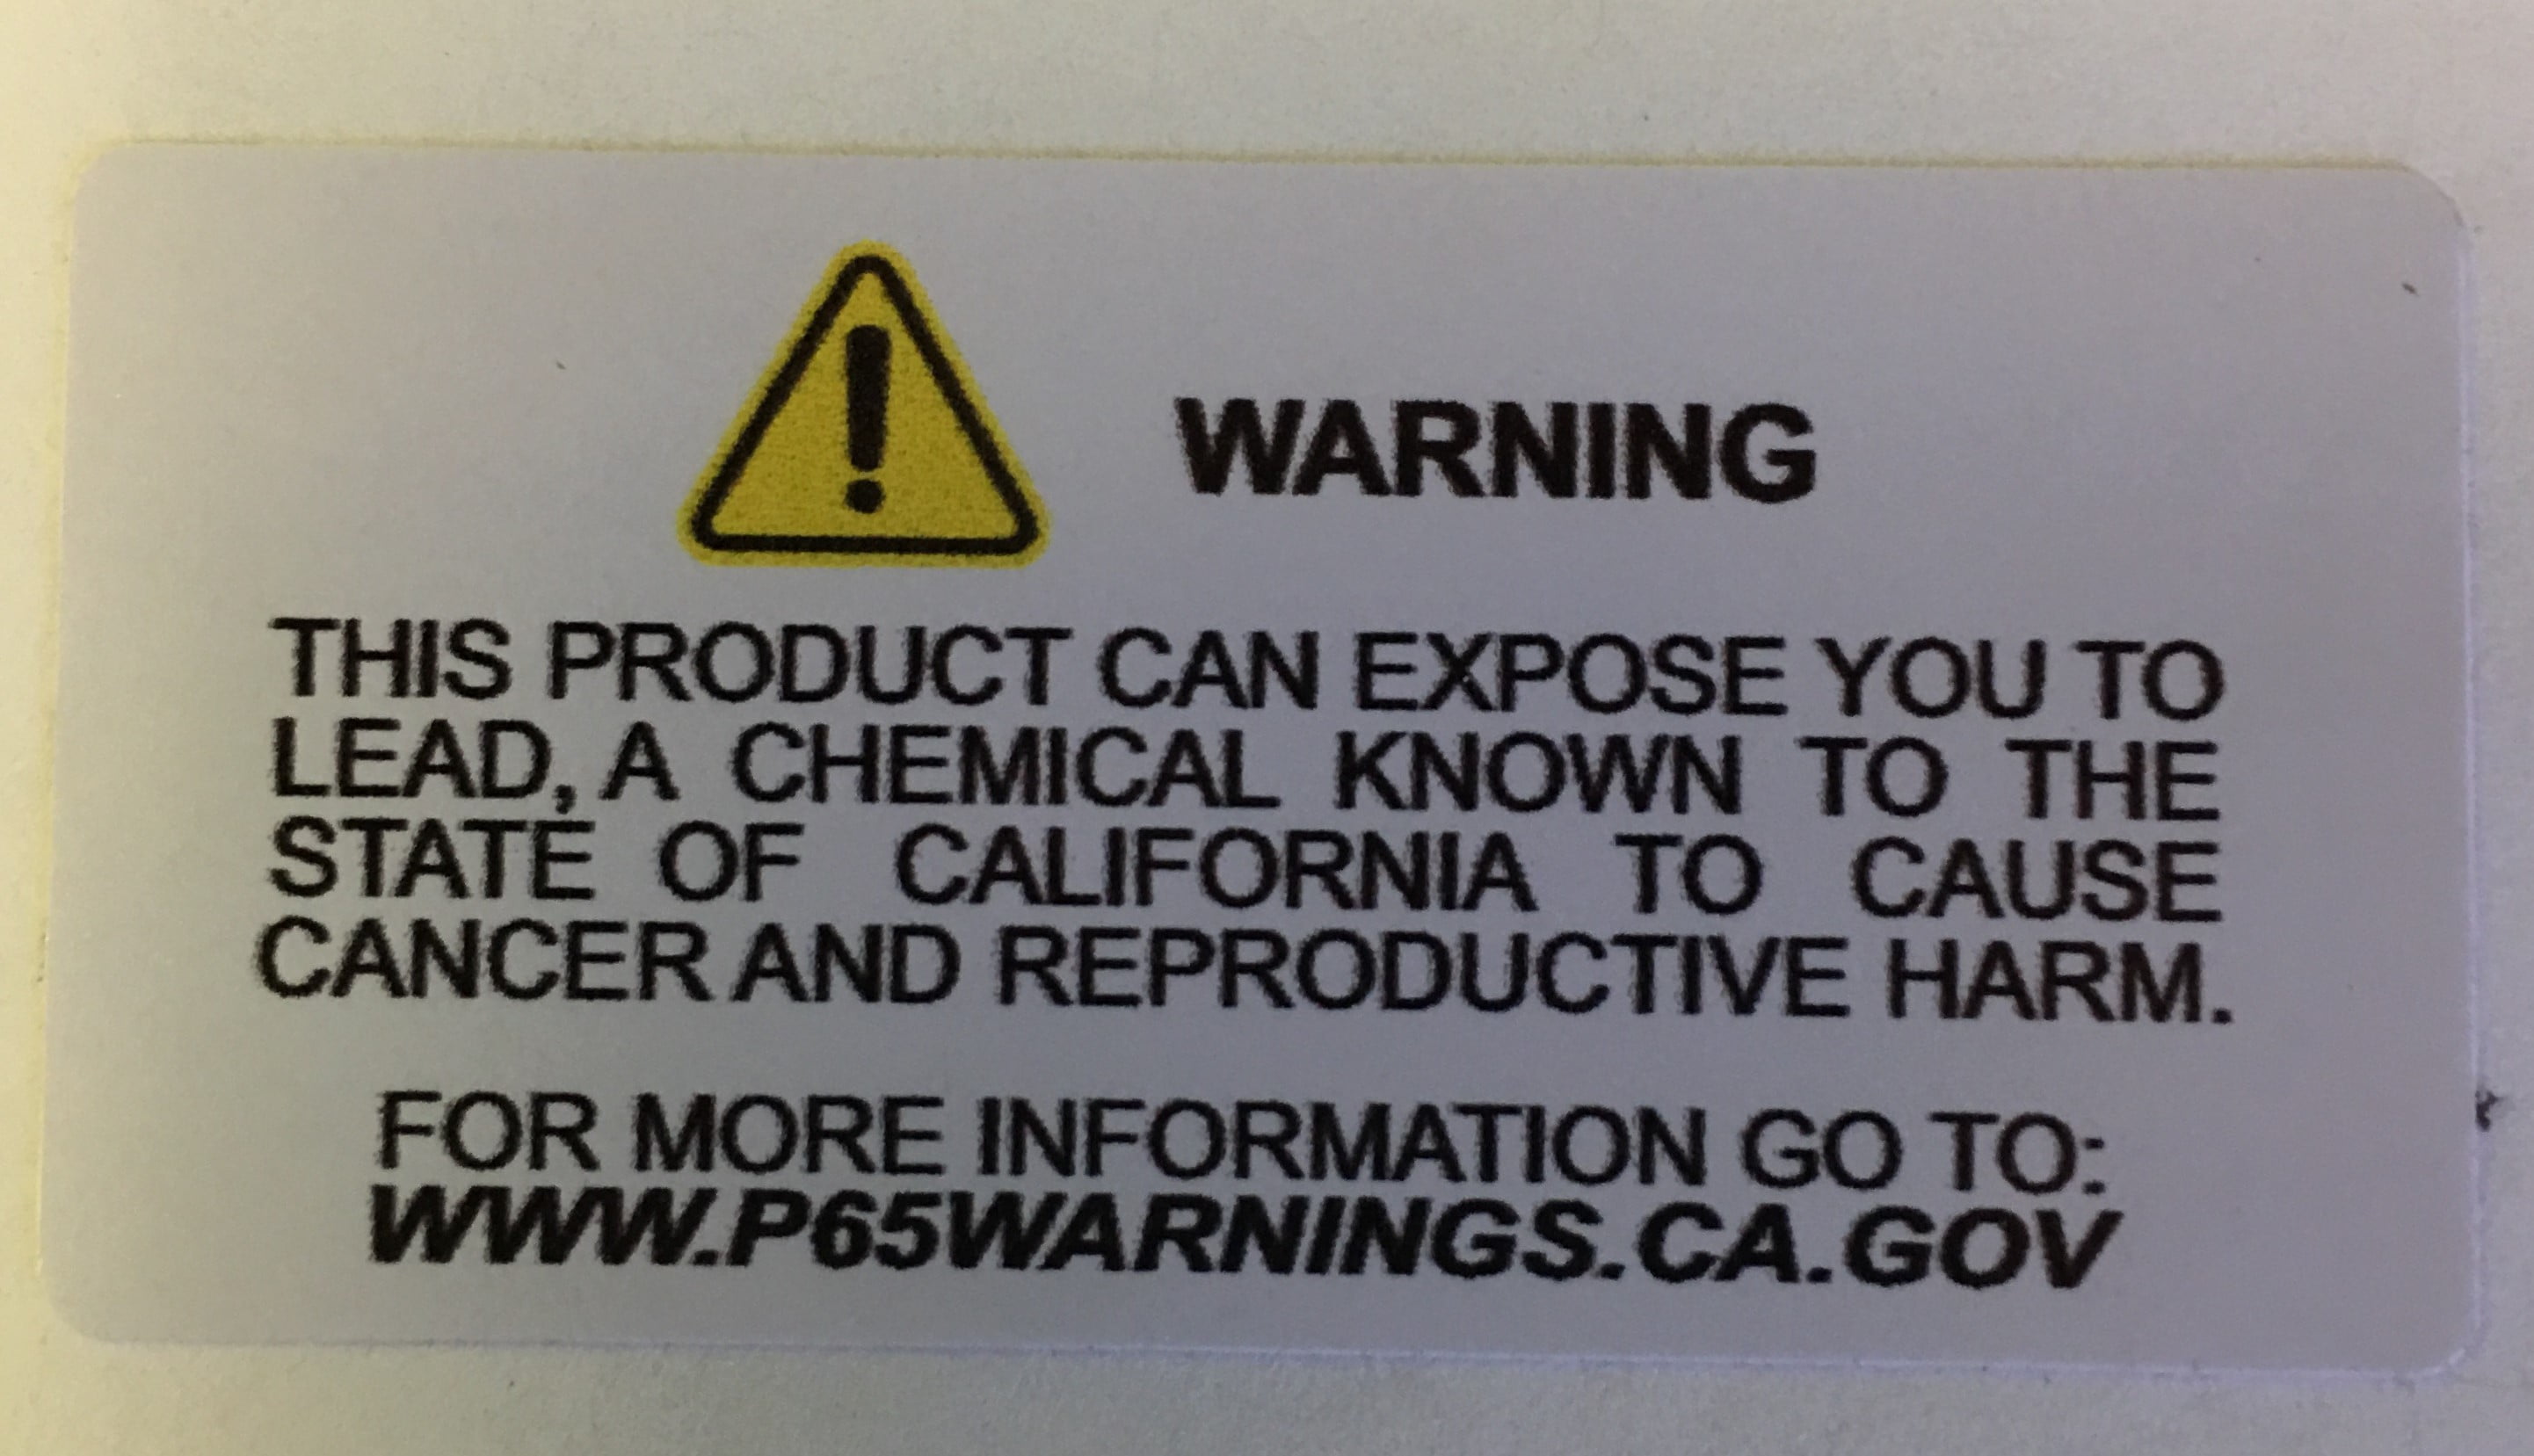 WARNING
THIS PRODUCT CAN EXPOSE YOU TO
LEAD, A CHEMICAL KNOWN TO THE
STATE OF CALIFORNIA TO CAUSE
CANCER AND REPRODUCTIVE HARM.
FOR MORE INFORMATION GO TO:
WWW.P65WARNINGS.CA.GOV